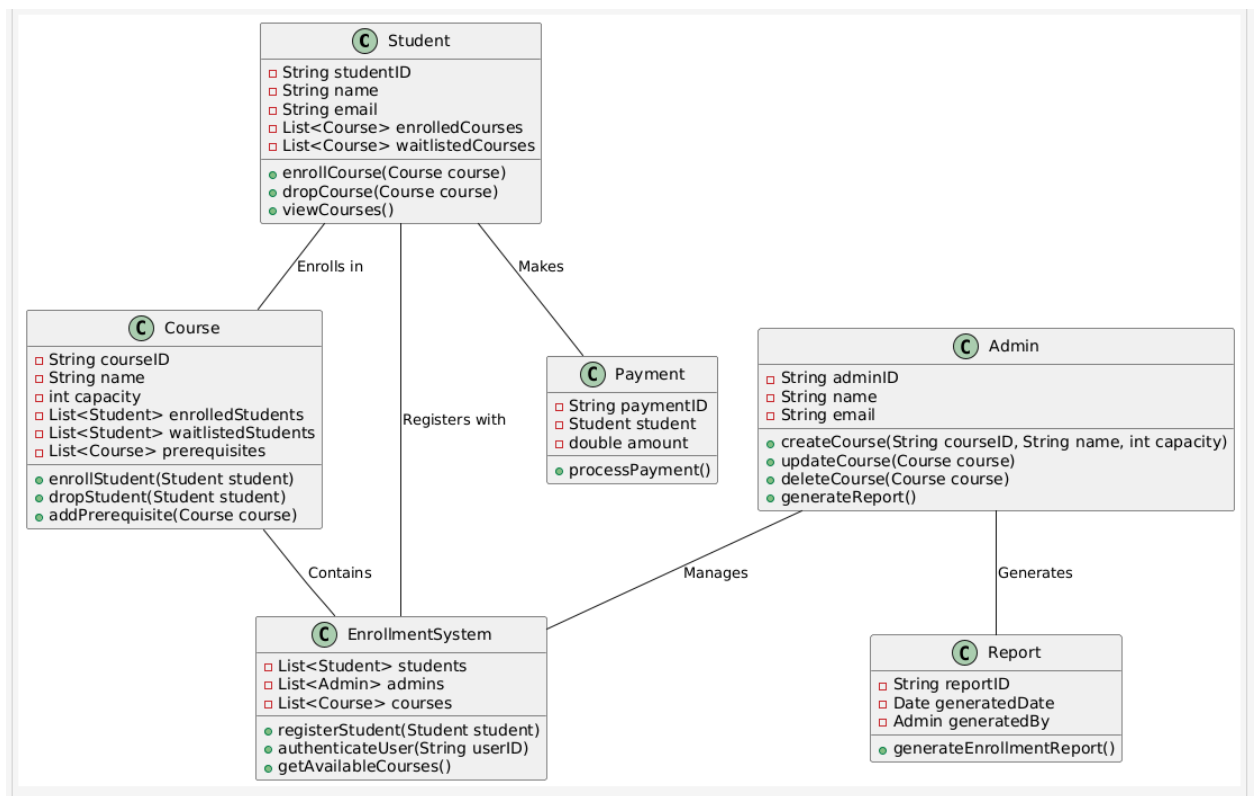 C Student
String studentID
String name
String email
List<Course> enrolledCourses
List<Course> waitlistedCourses
enrollCourse(Course course)
dropCourse(Course course)
viewCourses()
Enrolls in
Makes
C Course
String courseID
String name
int capacity
List<Student> enrolledStudents
List<Student> waitlistedStudents
List<Course> prerequisites
enrollStudent(Student student)
dropStudent(Student student)
addPrerequisite(Course course)
Registers with
C Payment
String paymentID
Student student
double amount
processPayment()
C Admin
String adminID
String name
String email
createCourse(String courseID, String name, int capacity)
updateCourse(Course course)
deleteCourse(Course course)
generateReport()
Contains
Manages
Generates
C EnrollmentSystem
List<Student> students
List<Admin> admins
List<Course> courses
registerStudent(Student student)
authenticateUser(String userID)
getAvailableCourses()
C Report
String reportID
Date generatedDate
Admin generatedBy
generateEnrollmentReport()